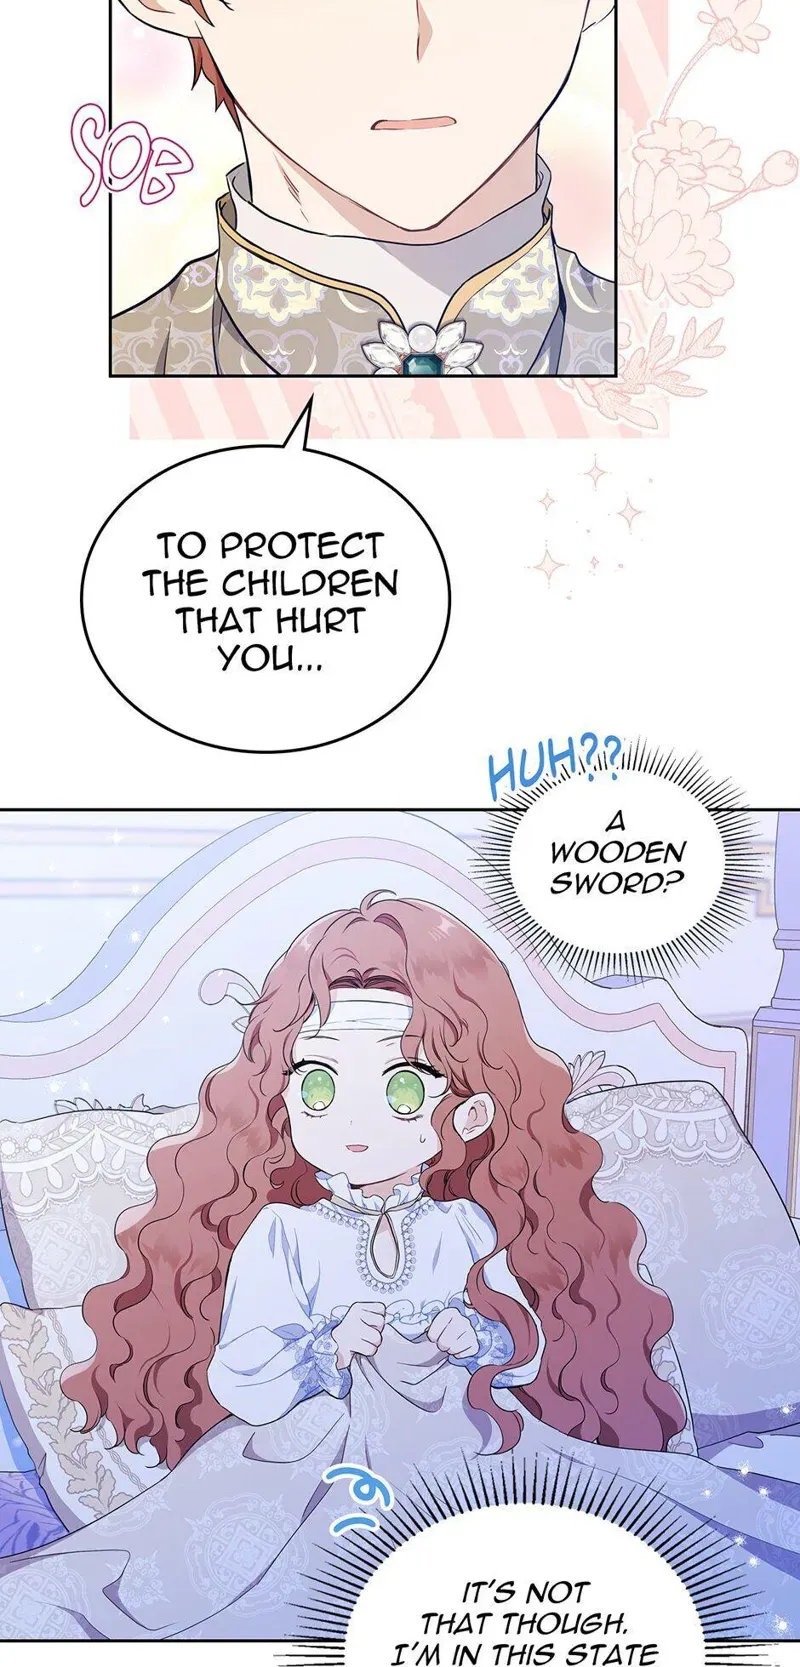 SOB
TO PROTECT
THE CHILDREN
THAT HURT
YOU...
HUH??
A
WOODEN
SWORD?
IT'S NOT
THAT THOUGH.
I'M IN THIS STATE